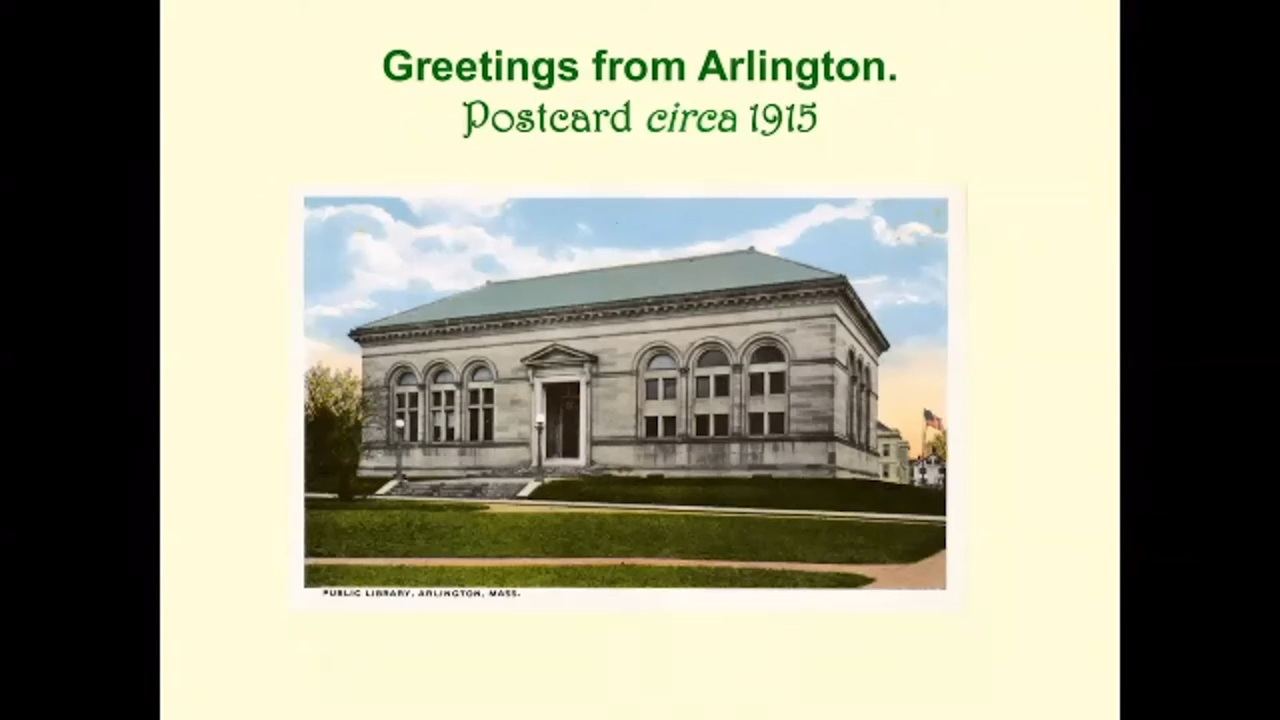 Greetings from Arlington.
Postcard circa 1915
PUBLIC LIBRARY, ARLINGTON, MASS.